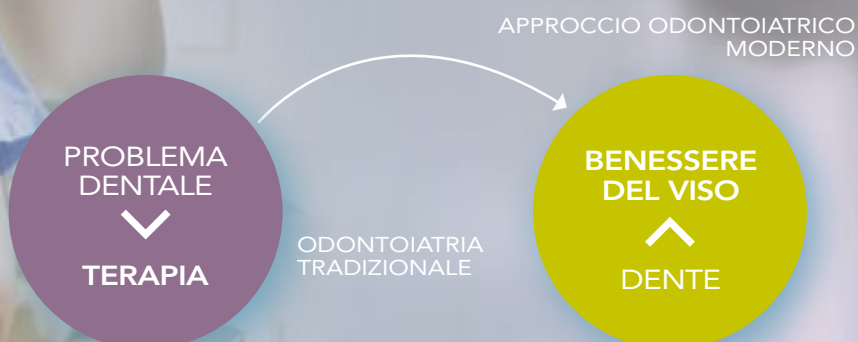 APPROCCIO ODONTOIATRICO
MODERNO
PROBLEMA
DENTALE
TERAPIA
ODONTOIATRIA
TRADIZIONALE
BENESSERE
DEL VISO
DENTE